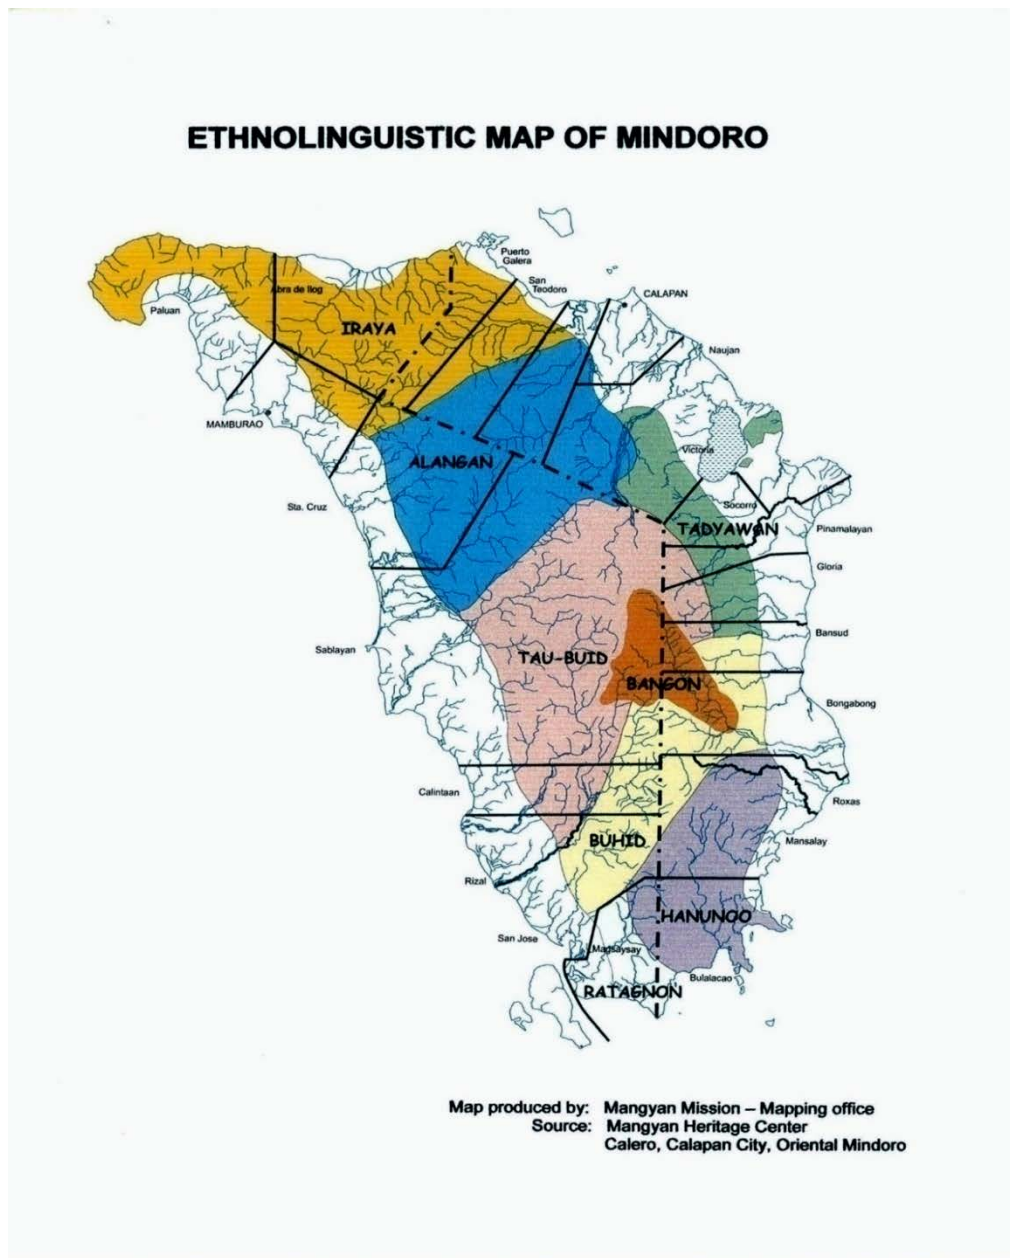 ETHNOLINGUISTIC MAP OF MINDORO
Puerto
Galera
San
Teodoro
Abra de Ilog
CALAPAN
Paluan
IRAYA
Naujan
MAMBURAO
Victoria
ALANGAN
Sta. Cruz
Socorro
TADYAWAN
Pinamalayan
Gloria
Bansud
Sablayan
TAU-BUID
BANGON
Bongabong
Calintaan
Roxas
BUHID
Mansalay
Rizal
HANUNOO
San Jose
Magsaysay
Bulalacao
RATAGNON
Map produced by: Mangyan Mission – Mapping office
Source: Mangyan Heritage Center
Calero, Calapan City, Oriental Mindoro